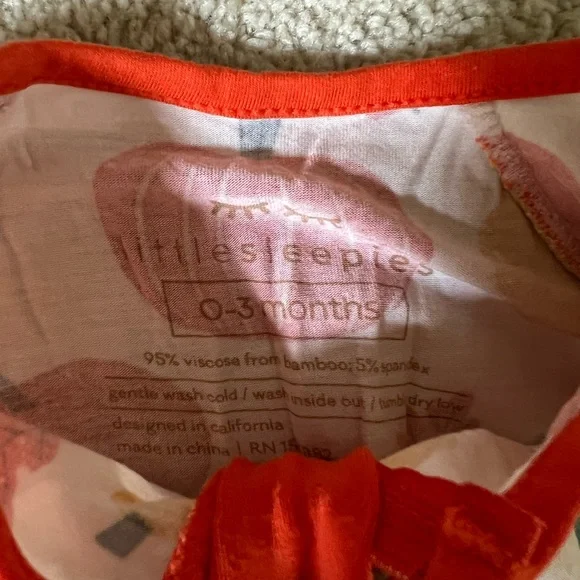 littlesleepies
0-3 months
95% viscose from bamboo; 5% spandex
gentle wash cold / wash inside out / tumble dry low
designed in california
made in china | RN